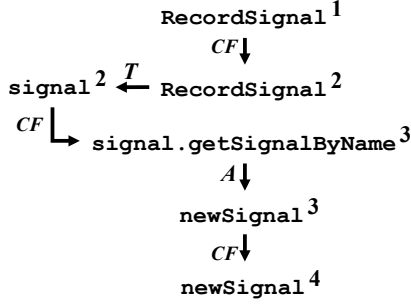 RecordSignal¹
CF
T
signal² RecordSignal²
CF
signal.getSignalByName³
A
newSignal³
CF
newSignal⁴